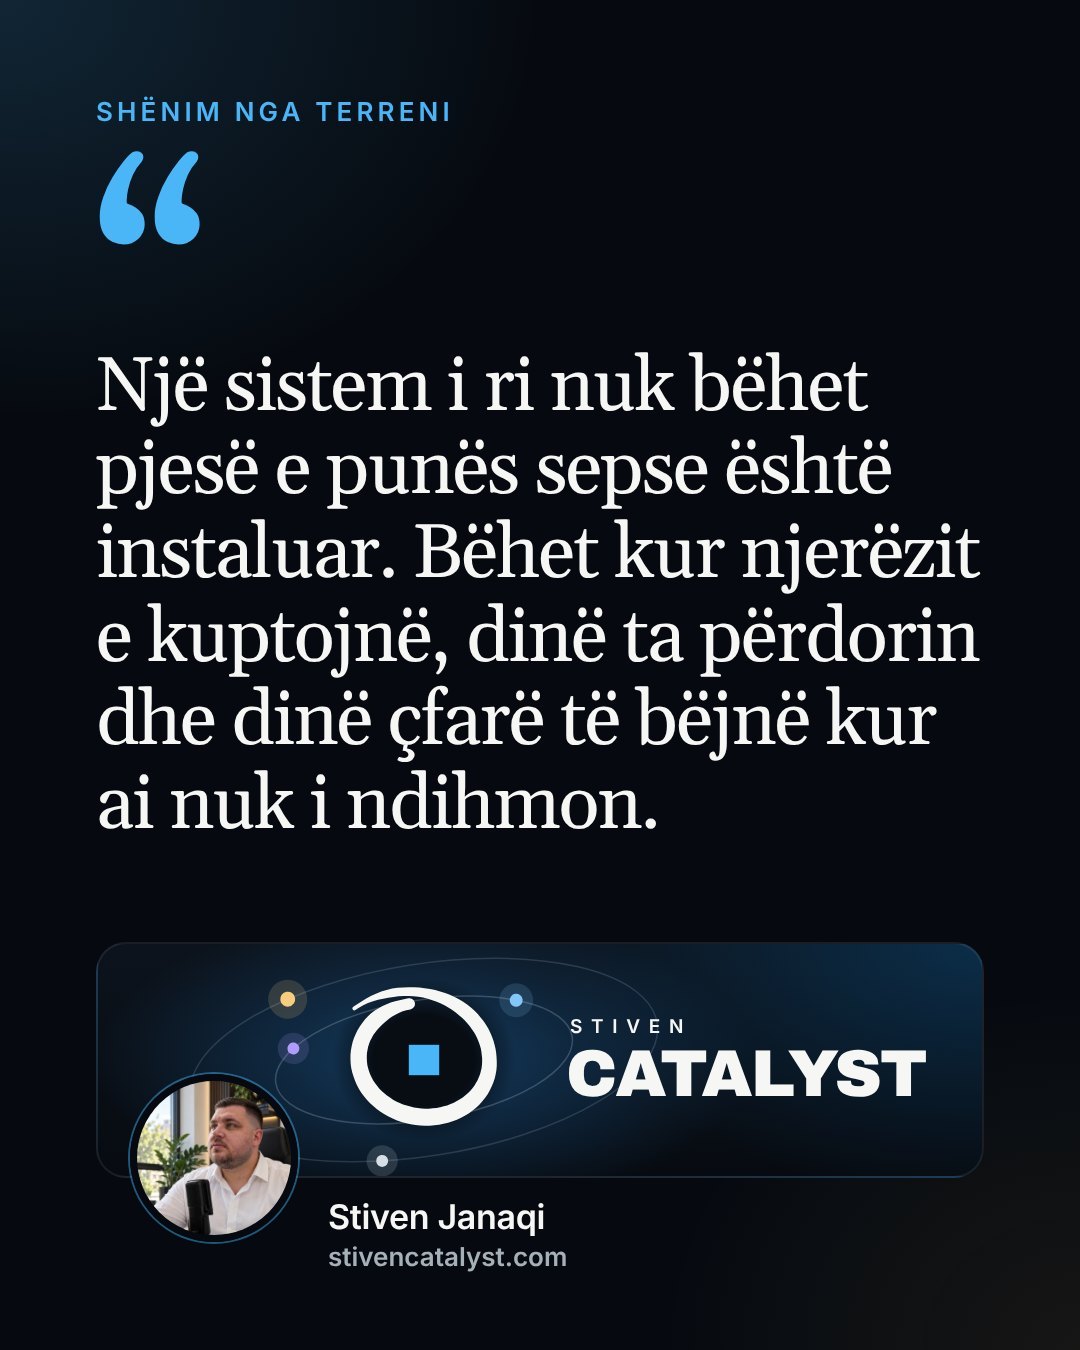 SHËNIM NGA TERRENI
“
Një sistem i ri nuk bëhet
pjesë e punës sepse është
instaluar. Bëhet kur njerëzit
e kuptojnë, dinë ta përdorin
dhe dinë çfarë të bëjnë kur
ai nuk i ndihmon.
STIVEN
CATALYST
Stiven Janaqi
stivencatalyst.com